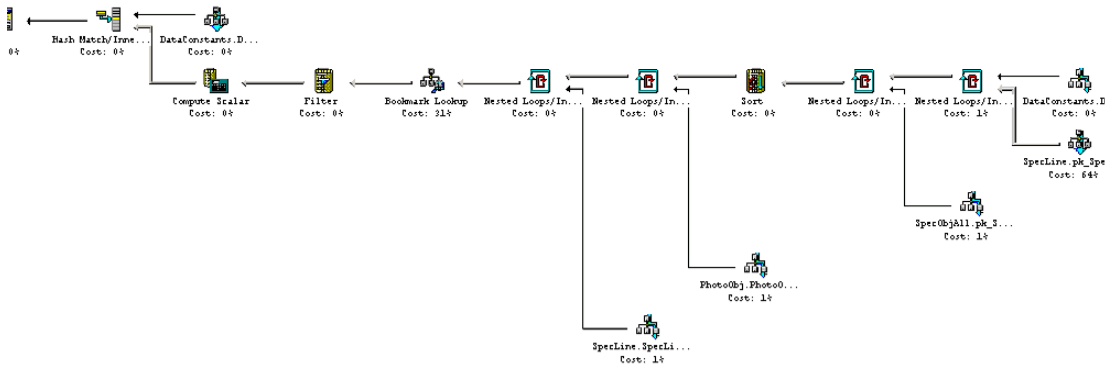 0%
Hash Match/Inne...
Cost: 0%
DataConstants.D...
Cost: 0%
Compute Scalar
Cost: 0%
Filter
Cost: 0%
Bookmark Lookup
Cost: 31%
Nested Loops/In...
Cost: 0%
Nested Loops/In...
Cost: 0%
Sort
Cost: 0%
Nested Loops/In...
Cost: 0%
Nested Loops/In...
Cost: 1%
DataConstants.D
Cost: 0%
SpecLine.pk_Spe
Cost: 64%
SpecObjAll.pk_S...
Cost: 1%
PhotoObj.PhotoO...
Cost: 1%
SpecLine.SpecLi...
Cost: 1%